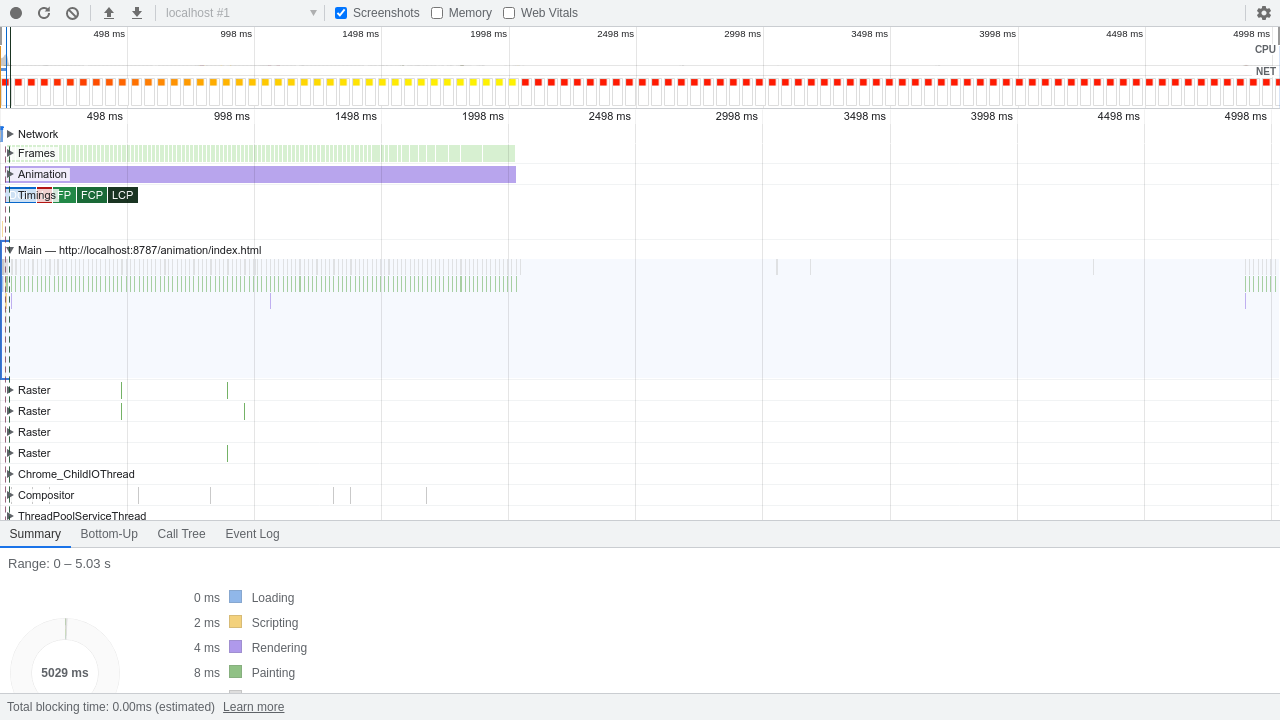 localhost #1 Screenshots Memory Web Vitals
498 ms 998 ms 1498 ms 1998 ms 2498 ms 2998 ms 3498 ms 3998 ms 4498 ms 4998 ms
CPU
NET
498 ms 998 ms 1498 ms 1998 ms 2498 ms 2998 ms 3498 ms 3998 ms 4498 ms 4998 ms
Network
Frames
Animation
Timings FP FCP LCP
Main — http://localhost:8787/animation/index.html
Raster
Raster
Raster
Raster
Chrome_ChildIOThread
Compositor
ThreadPoolServiceThread
Summary Bottom-Up Call Tree Event Log
Range: 0 – 5.03 s
0 ms Loading
2 ms Scripting
4 ms Rendering
8 ms Painting
5029 ms
Total blocking time: 0.00ms (estimated) Learn more